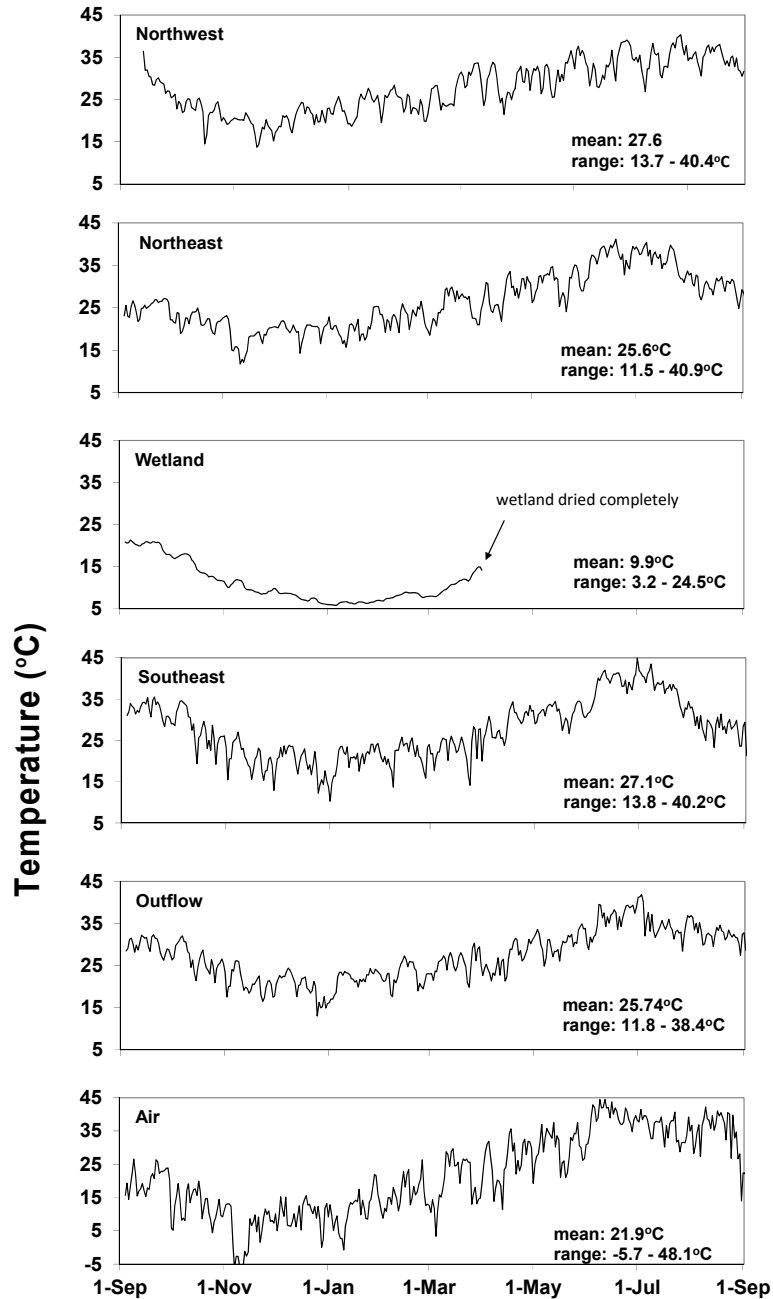 Temperature (°C)
45
35
25
15
5
Northwest
mean: 27.6
range: 13.7 - 40.4°C
45
35
25
15
5
Northeast
mean: 25.6°C
range: 11.5 - 40.9°C
45
35
25
15
5
Wetland
wetland dried completely
mean: 9.9°C
range: 3.2 - 24.5°C
45
35
25
15
5
Southeast
mean: 27.1°C
range: 13.8 - 40.2°C
45
35
25
15
5
Outflow
mean: 25.74°C
range: 11.8 - 38.4°C
45
35
25
15
5
-5
Air
mean: 21.9°C
range: -5.7 - 48.1°C
1-Sep 1-Nov 1-Jan 1-Mar 1-May 1-Jul 1-Sep